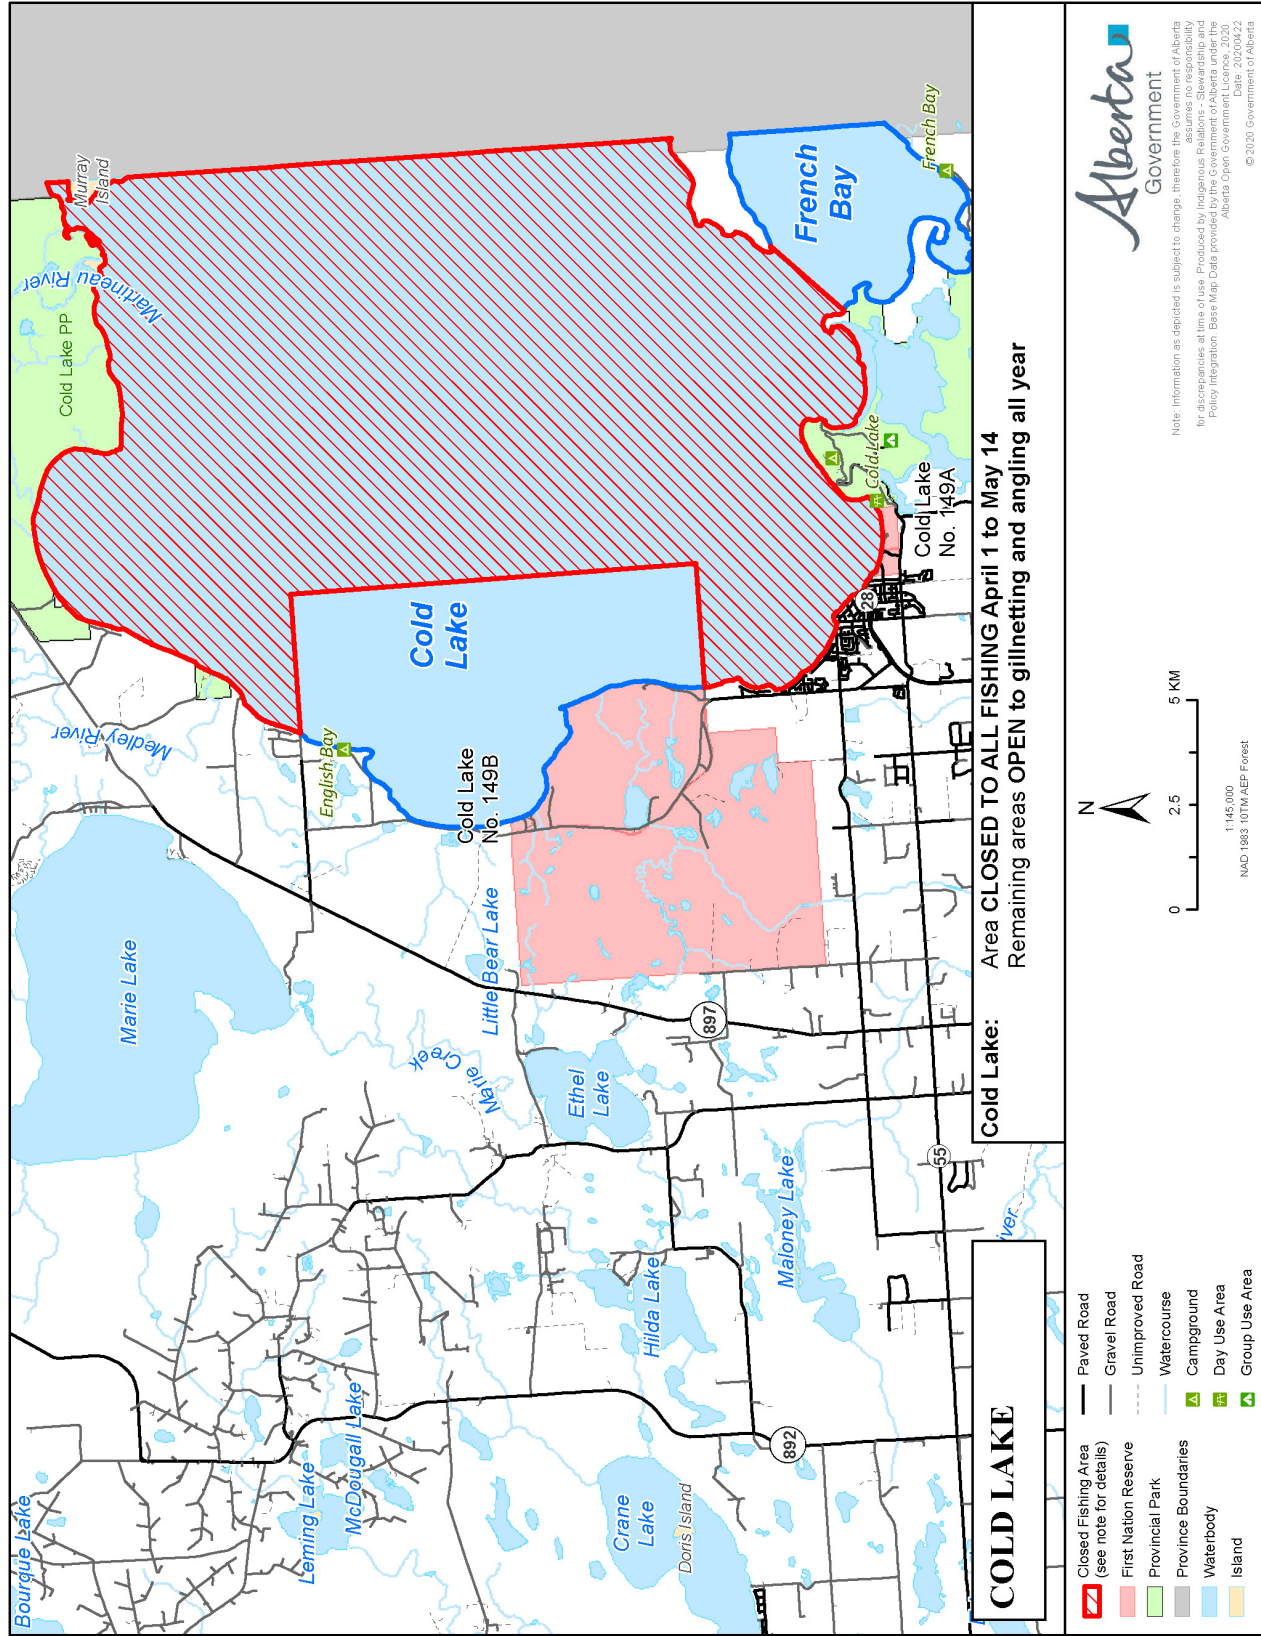 Bourque Lake
Marie Lake
Medley River
Cold Lake PP
Martineau
River
Murray
Island
English Bay
Cold
Lake
Leming Lake
McDougall Lake
Marie Creek
Little Bear Lake
Cold Lake
No. 149B
French
Bay
Crane
Lake
Doris Island
Hilda Lake
Ethel
Lake
897
Maloney Lake
892
55
28
Cold Lake
Cold Lake
No. 149A
French Bay
iver
COLD LAKE
Cold Lake:
Area CLOSED TO ALL FISHING April 1 to May 14
Remaining areas OPEN to gillnetting and angling all year
Closed Fishing Area
(see note for details)
First Nation Reserve
Provincial Park
Province Boundaries
Waterbody
Island
Paved Road
Gravel Road
Unimproved Road
Watercourse
Campground
Day Use Area
Group Use Area
N
0 2.5 5 KM
1:145,000
NAD 1983 10TM AEP Forest
Alberta
Government
Note: Information as depicted is subject to change, therefore the Government of Alberta
assumes no responsibility
for discrepancies at time of use. Produced by Indigenous Relations - Stewardship and
Policy Integration. Base Map Data provided by the Government of Alberta under the
Alberta Open Government Licence, 2020.
Date: 20200422
© 2020 Government of Alberta